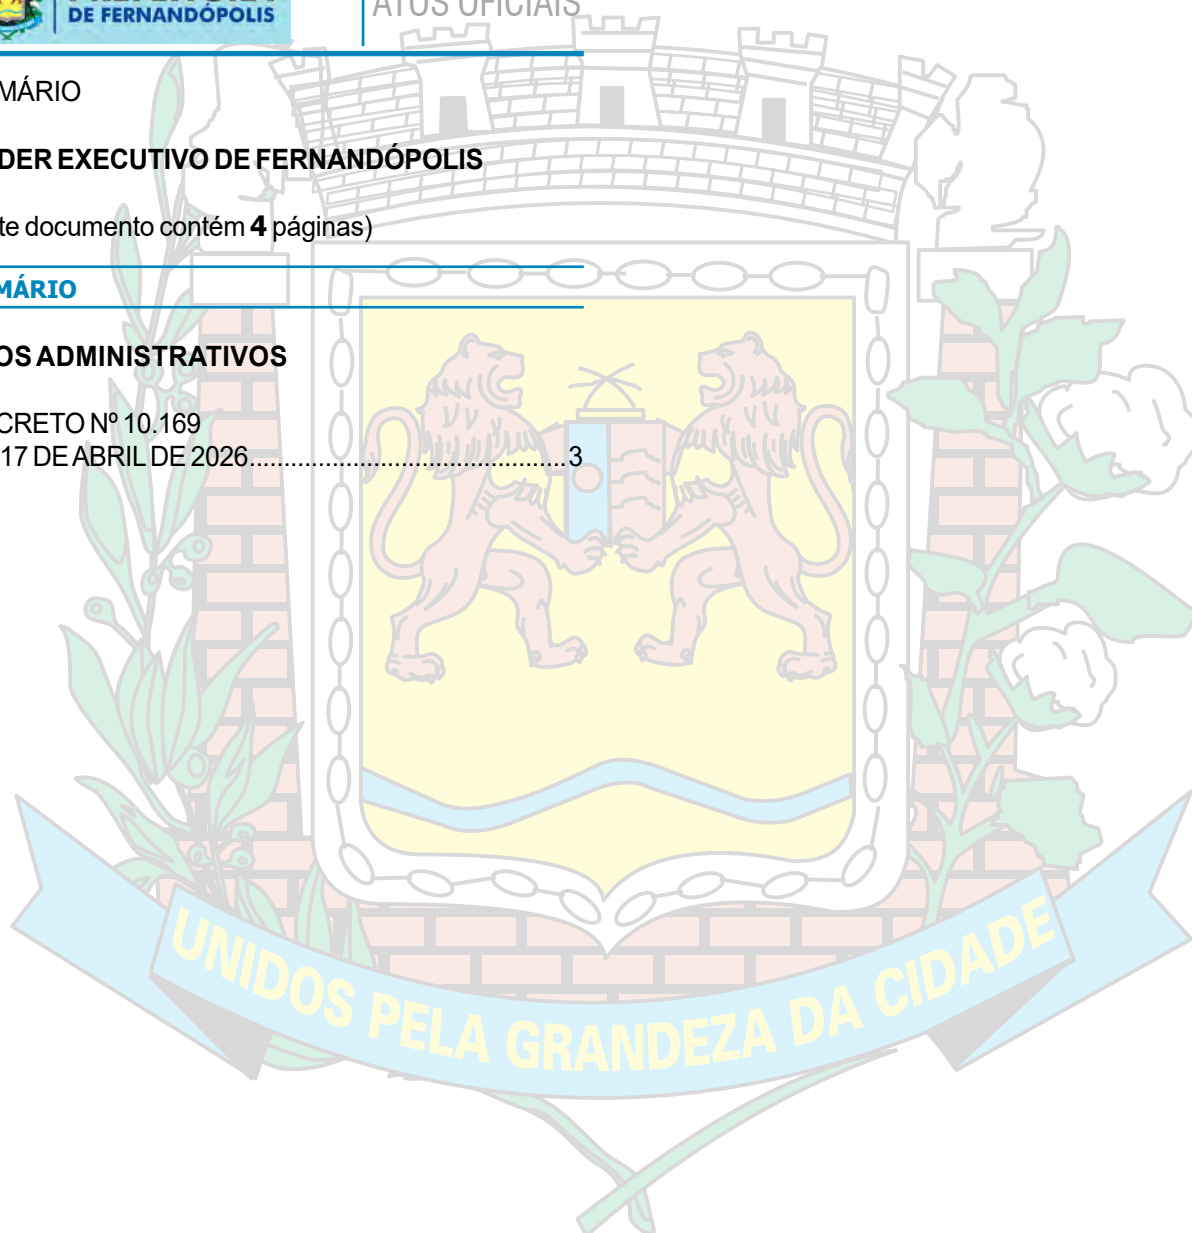 DE FERNANDÓPOLIS
ATOS OFICIAIS
MÁRIO
DER EXECUTIVO DE FERNANDÓPOLIS
te documento contém 4 páginas)
MÁRIO
OS ADMINISTRATIVOS
CRETO Nº 10.169
17 DE ABRIL DE 2026..............................................3
UNIDOS PELA GRANDEZA DA CIDADE